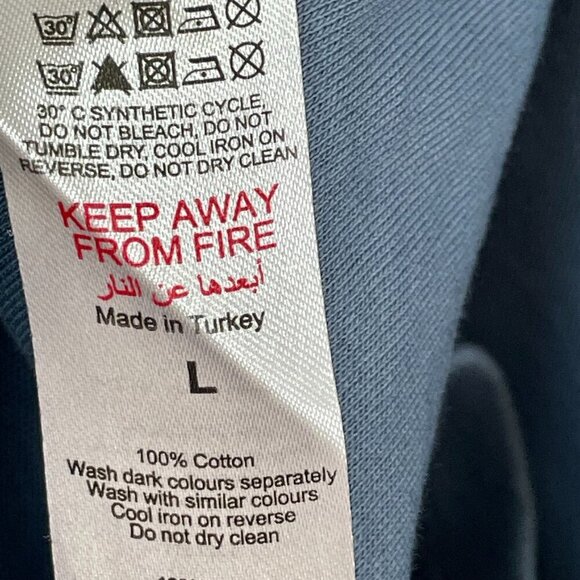 30°
30°
30° C SYNTHETIC CYCLE,
DO NOT BLEACH, DO NOT
TUMBLE DRY, COOL IRON ON
REVERSE, DO NOT DRY CLEAN
KEEP AWAY
FROM FIRE
أبعدها عن النار
Made in Turkey
L
100% Cotton
Wash dark colours separately
Wash with similar colours
Cool iron on reverse
Do not dry clean